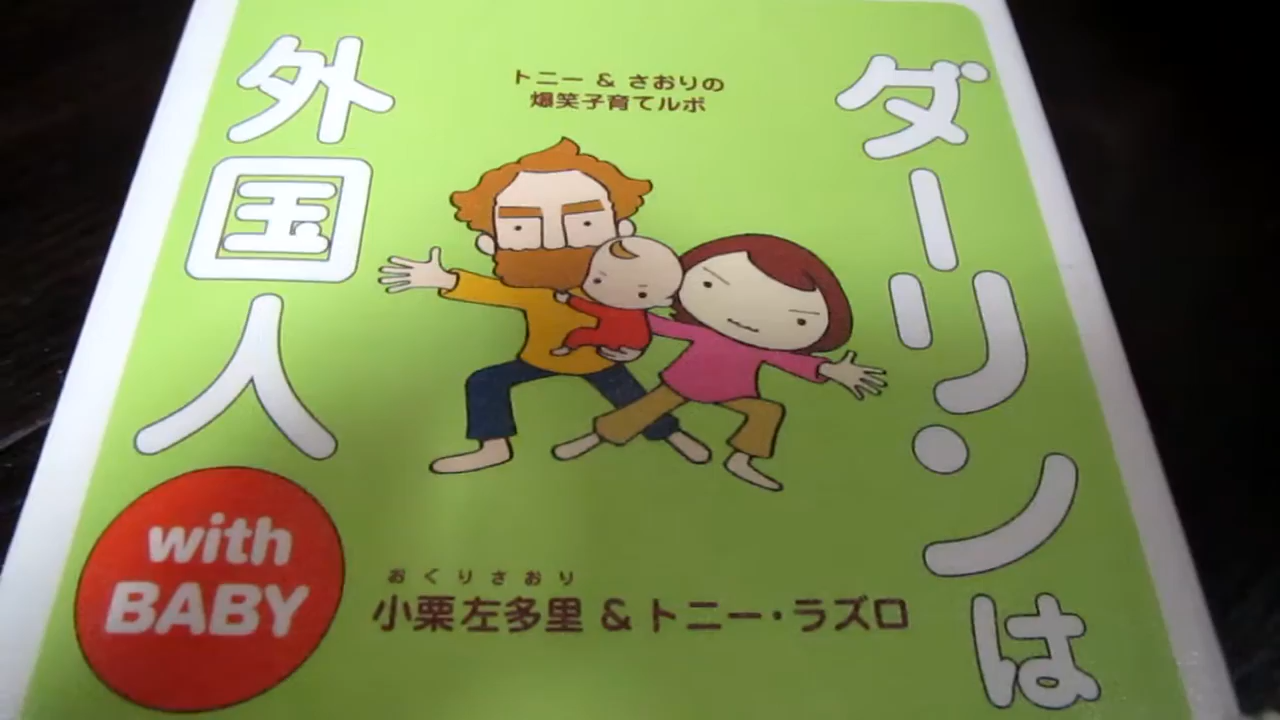 ダーリンは
外国人
with
BABY
トニー & さおりの
爆笑子育てルポ
おぐりさおり
小栗左多里 & トニー・ラズロ